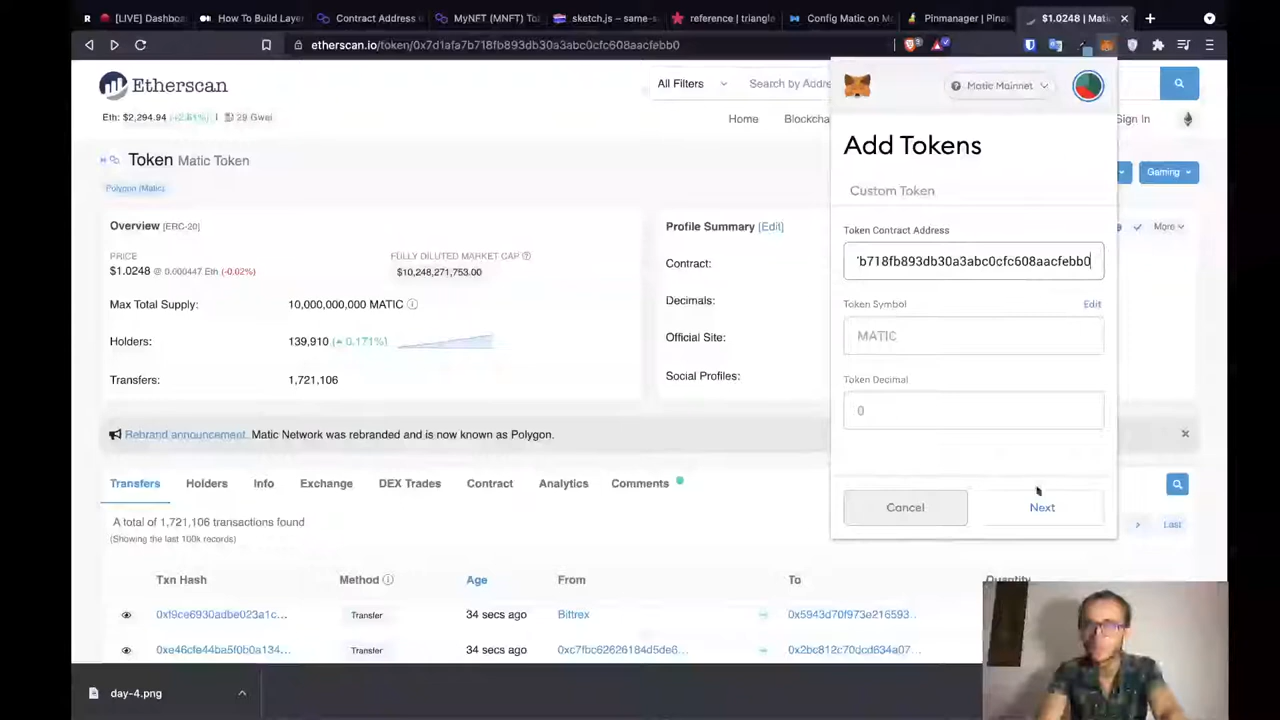 [LIVE] Dashboa
How To Build Layer
Contract Address
MyNFT (MNFT) To
sketch.js – same-s
reference | triangle
Config Matic on M
Pinmanager | Pina
$1.0248 | Mati
etherscan.io/token/0x7d1afa7b718fb893db30a3abc0cfc608aacfebb0
Etherscan
All Filters
Search by Addre
Eth: $2,294.94 (+2.61%) | 29 Gwei
Home
Blockcha
Sign In
Token Matic Token
Polygon (Matic)
Gaming
Overview [ERC-20]
PRICE
$1.0248 @ 0.000447 Eth (-0.02%)
FULLY DILUTED MARKET CAP
$10,248,271,753.00
Max Total Supply:
10,000,000,000 MATIC
Holders:
139,910 (0.171%)
Transfers:
1,721,106
Profile Summary [Edit]
More
Contract:
Decimals:
Official Site:
Social Profiles:
Rebrand announcement. Matic Network was rebranded and is now known as Polygon.
Transfers
Holders
Info
Exchange
DEX Trades
Contract
Analytics
Comments
A total of 1,721,106 transactions found
(Showing the last 100k records)
Last
Txn Hash
Method
Age
From
To
Quantity
0xf9ce6930adbe023a1c...
Transfer
34 secs ago
Bittrex
0x5943d70f973e216593...
0xe46cfe44ba5f0b0a134...
Transfer
34 secs ago
0xc7fbc62626184d5de6...
0x2bc812c70dcd634a07...
Matic Mainnet
Add Tokens
Custom Token
Token Contract Address
b718fb893db30a3abc0cfc608aacfebb0
Token Symbol
Edit
MATIC
Token Decimal
0
Cancel
Next
day-4.png